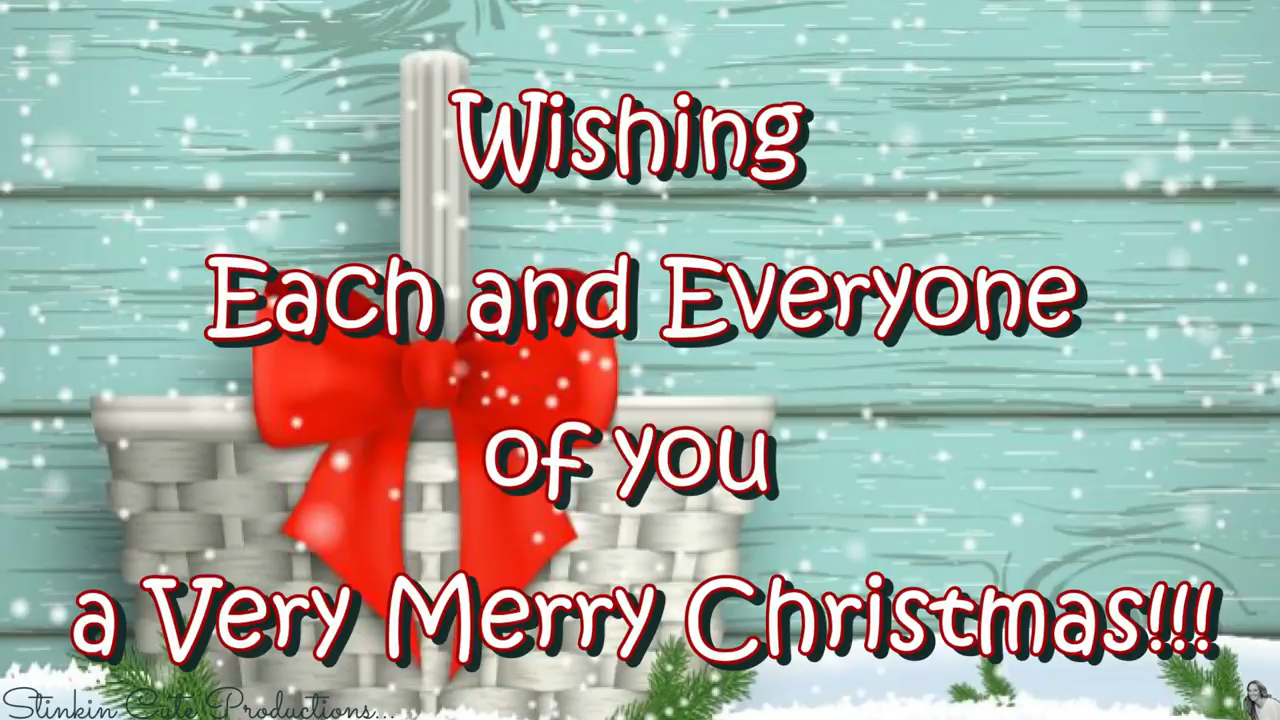 Wishing
Each and Everyone
of you
a Very Merry Christmas!!!
Stinkin Cute Productions...